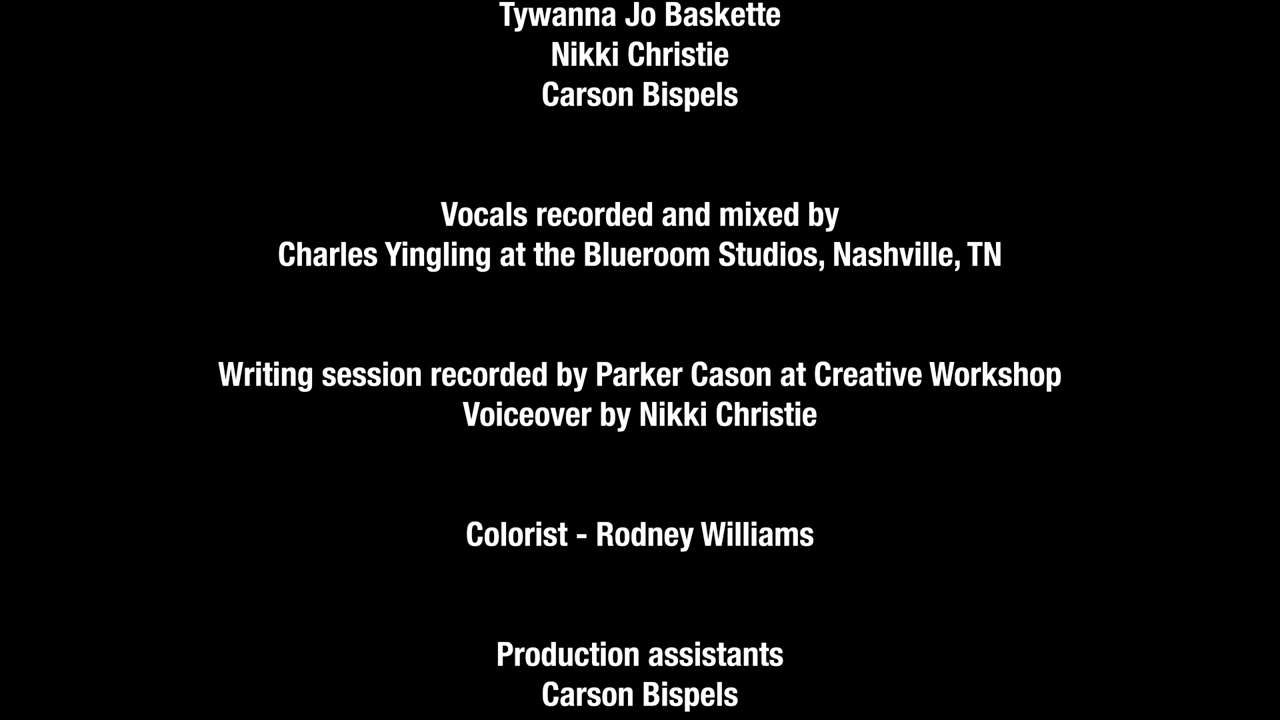 Tywanna Jo Baskette
Nikki Christie
Carson Bispels
Vocals recorded and mixed by
Charles Yingling at the Blueroom Studios, Nashville, TN
Writing session recorded by Parker Cason at Creative Workshop
Voiceover by Nikki Christie
Colorist - Rodney Williams
Production assistants
Carson Bispels